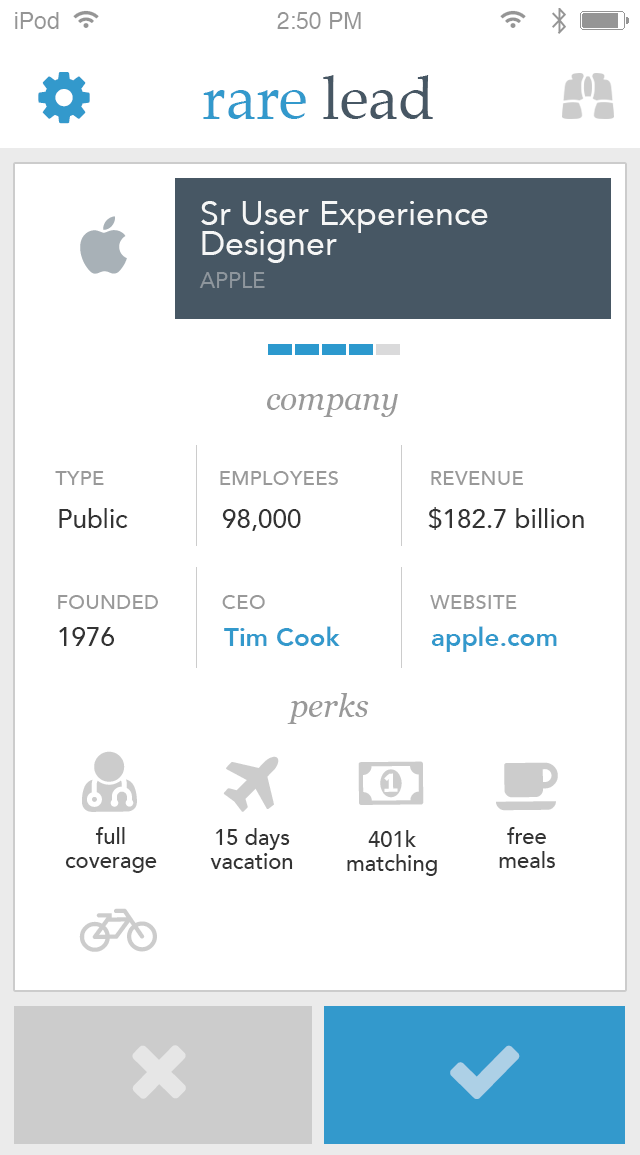 iPod 2:50 PM
rare lead
Sr User Experience
Designer
APPLE
company
TYPE EMPLOYEES REVENUE
Public 98,000 $182.7 billion
FOUNDED CEO WEBSITE
1976 Tim Cook apple.com
perks
1
full 15 days 401k free
coverage vacation matching meals